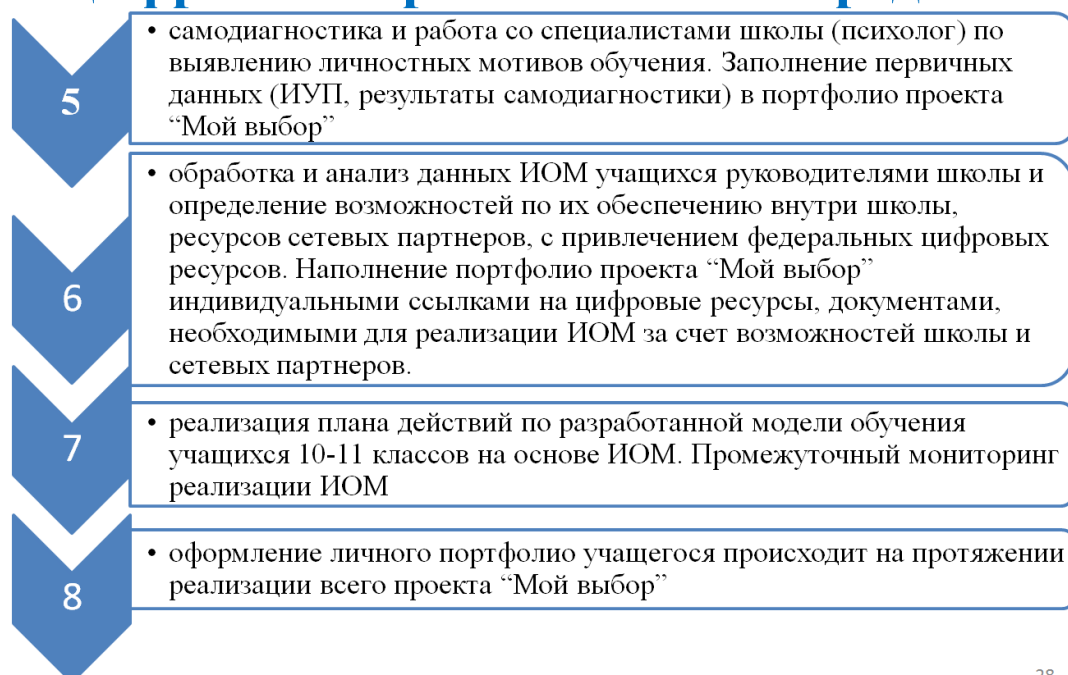 5
• самодиагностика и работа со специалистами школы (психолог) по
выявлению личностных мотивов обучения. Заполнение первичных
данных (ИУП, результаты самодиагностики) в портфолио проекта
“Мой выбор”
6
• обработка и анализ данных ИОМ учащихся руководителями школы и
определение возможностей по их обеспечению внутри школы,
ресурсов сетевых партнеров, с привлечением федеральных цифровых
ресурсов. Наполнение портфолио проекта “Мой выбор”
индивидуальными ссылками на цифровые ресурсы, документами,
необходимыми для реализации ИОМ за счет возможностей школы и
сетевых партнеров.
7
• реализация плана действий по разработанной модели обучения
учащихся 10-11 классов на основе ИОМ. Промежуточный мониторинг
реализации ИОМ
8
• оформление личного портфолио учащегося происходит на протяжении
реализации всего проекта “Мой выбор”